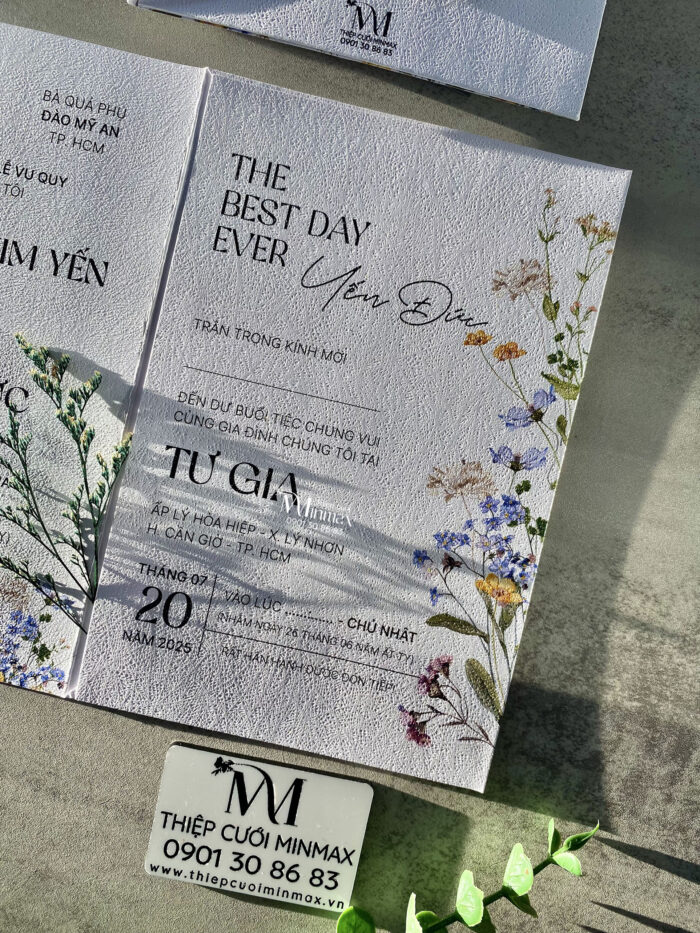 THIỆP CƯỚI MINMAX
0901 30 86 83
BÀ QUẢ PHỤ
ĐÀO MỸ AN
TP. HCM
LỄ VU QUY
TÔI
IM YẾN
ỨC
THE
BEST DAY
EVER
Yến Đức
TRÂN TRỌNG KÍNH MỜI
ĐẾN DỰ BUỔI TIỆC CHUNG VUI
CÙNG GIA ĐÌNH CHÚNG TÔI TẠI
TƯ GIA
Minmax
ẤP LÝ HÒA HIỆP - X. LÝ NHƠN
H. CẦN GIỜ - TP. HCM
THÁNG 07
20
NĂM 2025
VÀO LÚC ......:...... - CHỦ NHẬT
(NHẰM NGÀY 26 THÁNG 06 NĂM ẤT TỴ)
RẤT HÂN HẠNH ĐƯỢC ĐÓN TIẾP!
THIỆP CƯỚI MINMAX
0901 30 86 83
www.thiepcuoiminmax.vn